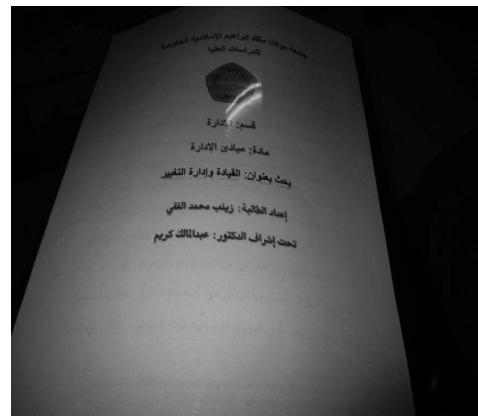 جامعة مولانا مالك إبراهيم الإسلامية الحكومية
للدراسات العليا
قسم: الإدارة
مادة: مبادئ الإدارة
بحث بعنوان: القيادة وإدارة التغيير
إعداد الطالبة: زينب محمد الفقي
تحت إشراف الدكتور: عبدالمالك كريم